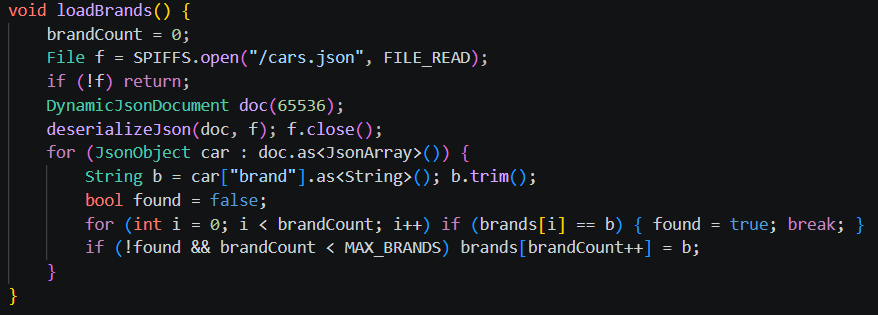 void loadBrands() {
    brandCount = 0;
    File f = SPIFFS.open("/cars.json", FILE_READ);
    if (!f) return;
    DynamicJsonDocument doc(65536);
    deserializeJson(doc, f); f.close();
    for (JsonObject car : doc.as<JsonArray>()) {
        String b = car["brand"].as<String>(); b.trim();
        bool found = false;
        for (int i = 0; i < brandCount; i++) if (brands[i] == b) { found = true; break; }
        if (!found && brandCount < MAX_BRANDS) brands[brandCount++] = b;
    }
}